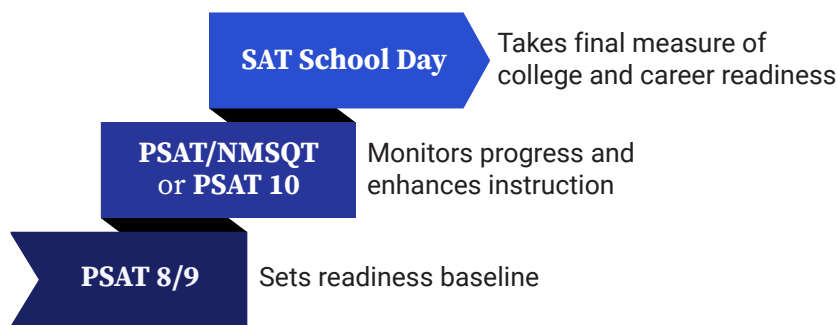 SAT School Day
Takes final measure of
college and career readiness
PSAT/NMSQT
or PSAT 10
Monitors progress and
enhances instruction
PSAT 8/9
Sets readiness baseline